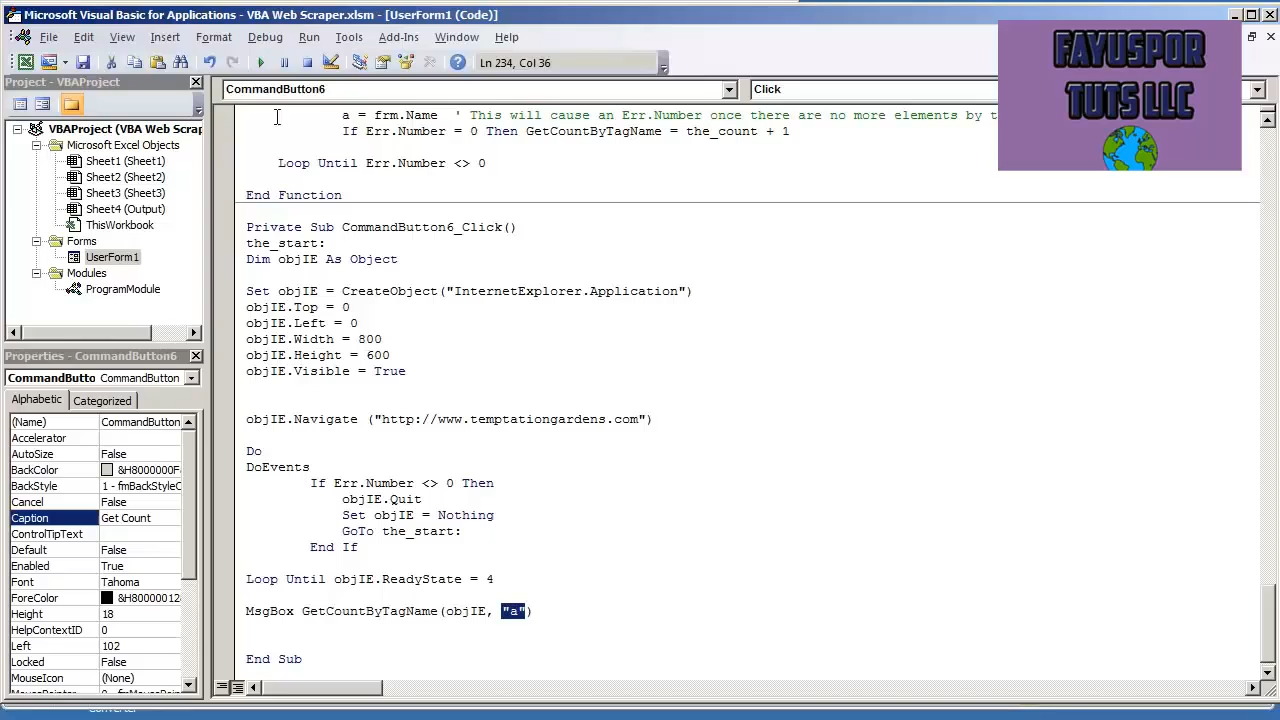 Microsoft Visual Basic for Applications - VBA Web Scraper.xlsm - [UserForm1 (Code)]
File Edit View Insert Format Debug Run Tools Add-Ins Window Help
Ln 234, Col 36
FAYUSPOR
TUTS LLC
Project - VBAProject
CommandButton6
Click
VBAProject (VBA Web Scrap
Microsoft Excel Objects
Sheet1 (Sheet1)
Sheet2 (Sheet2)
Sheet3 (Sheet3)
Sheet4 (Output)
ThisWorkbook
Forms
UserForm1
Modules
ProgramModule
Properties - CommandButton6
CommandButto CommandButton
Alphabetic Categorized
(Name) CommandButton
Accelerator
AutoSize False
BackColor &H8000000F
BackStyle 1 - fmBackStyleO
Cancel False
Caption Get Count
ControlTipText
Default False
Enabled True
Font Tahoma
ForeColor &H80000012
Height 18
HelpContextID 0
Left 102
Locked False
MouseIcon (None)
a = frm.Name ' This will cause an Err.Number once there are no more elements by t
If Err.Number = 0 Then GetCountByTagName = the_count + 1
Loop Until Err.Number <> 0
End Function
Private Sub CommandButton6_Click()
the_start:
Dim objIE As Object
Set objIE = CreateObject("InternetExplorer.Application")
objIE.Top = 0
objIE.Left = 0
objIE.Width = 800
objIE.Height = 600
objIE.Visible = True
objIE.Navigate ("http://www.temptationgardens.com")
Do
DoEvents
If Err.Number <> 0 Then
objIE.Quit
Set objIE = Nothing
GoTo the_start:
End If
Loop Until objIE.ReadyState = 4
MsgBox GetCountByTagName(objIE, "a")
End Sub